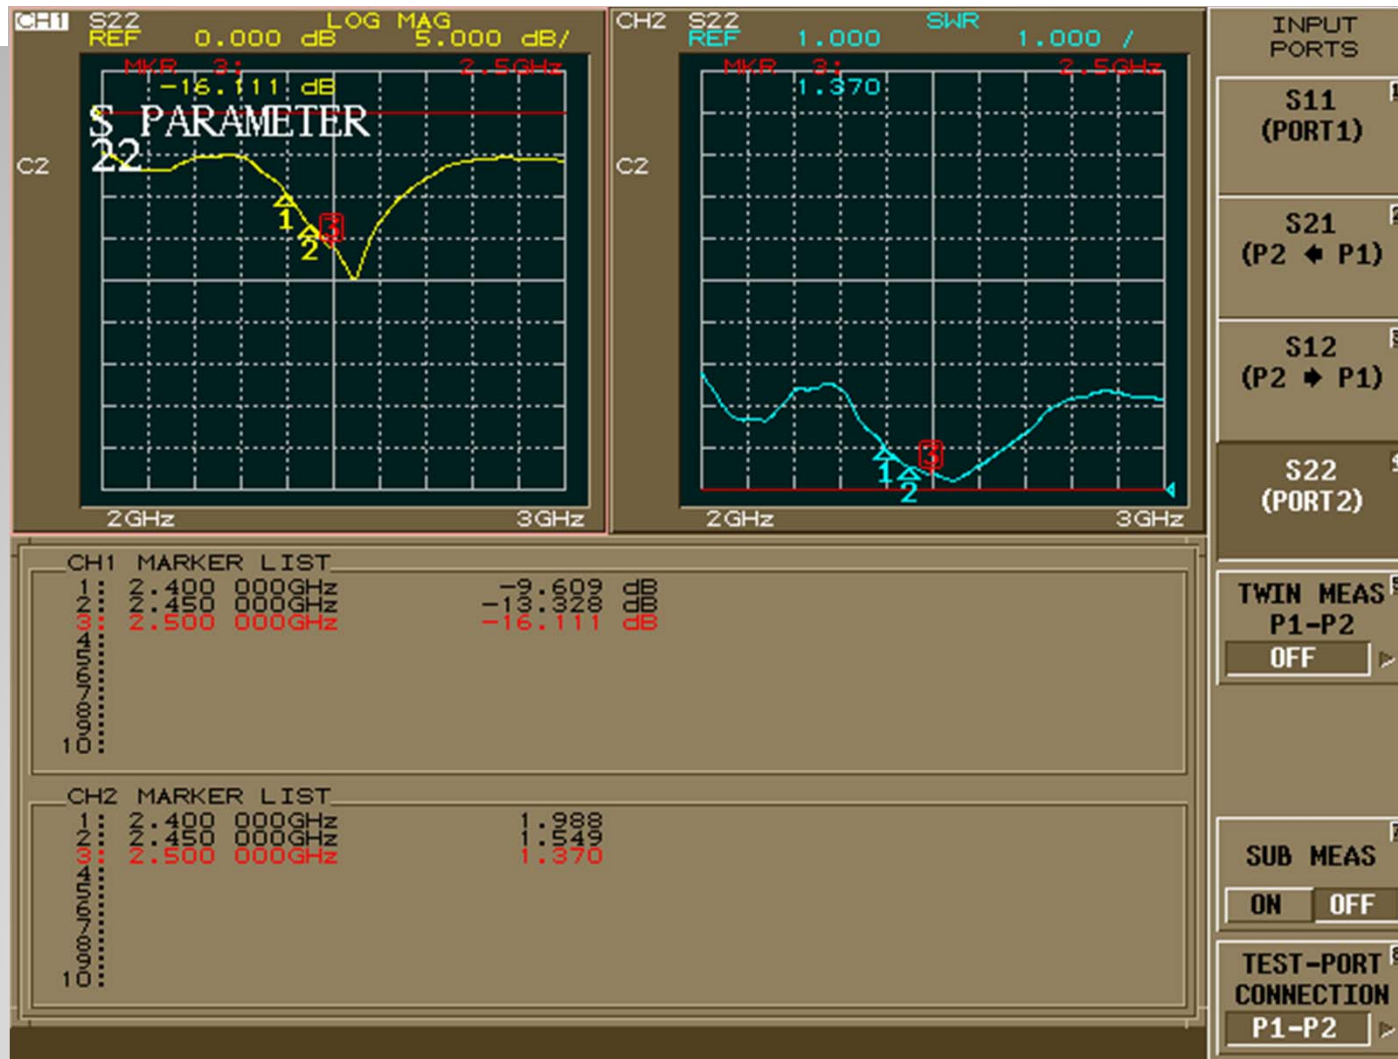 CH1 S22 LOG MAG
REF 0.000 dB 5.000 dB/
MKR 3: 2.5GHz
-16.111 dB
S PARAMETER
22
C2
1
2
3
2GHz 3GHz
CH2 S22 SWR
REF 1.000 1.000 /
MKR 3: 2.5GHz
1.370
C2
1
2
3
2GHz 3GHz
CH1 MARKER LIST
1: 2.400 000GHz -9.609 dB
2: 2.450 000GHz -13.328 dB
3: 2.500 000GHz -16.111 dB
4:
5:
6:
7:
8:
9:
10:
CH2 MARKER LIST
1: 2.400 000GHz 1.988
2: 2.450 000GHz 1.549
3: 2.500 000GHz 1.370
4:
5:
6:
7:
8:
9:
10:
INPUT
PORTS
S11
(PORT1)
S21
(P2 ← P1)
S12
(P2 → P1)
S22
(PORT2)
TWIN MEAS
P1-P2
OFF
SUB MEAS
ON OFF
TEST-PORT
CONNECTION
P1-P2